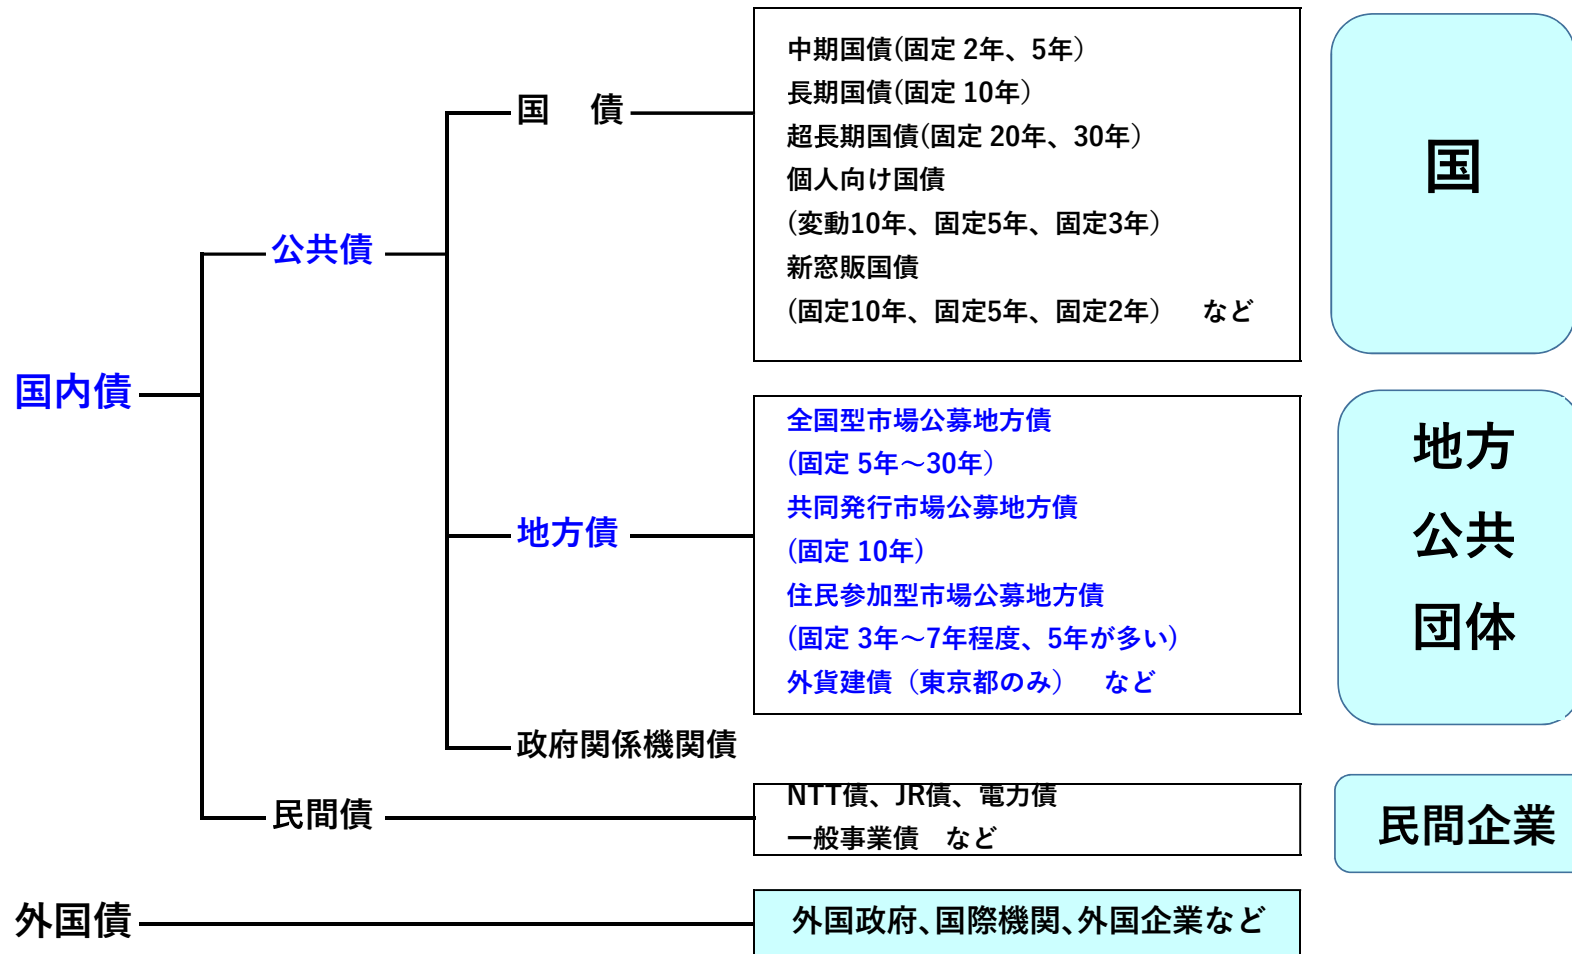 国内債
公共債
国　債
中期国債(固定 2年、5年）
長期国債(固定 10年）
超長期国債(固定 20年、30年）
個人向け国債
(変動10年、固定5年、固定3年）
新窓販国債
(固定10年、固定5年、固定2年）　など
国
地方債
全国型市場公募地方債
(固定 5年～30年）
共同発行市場公募地方債
(固定 10年)
住民参加型市場公募地方債
(固定 3年～7年程度、5年が多い)
外貨建債（東京都のみ）　など
地方
公共
団体
政府関係機関債
民間債
NTT債、JR債、電力債
一般事業債　など
民間企業
外国債
外国政府、国際機関、外国企業など